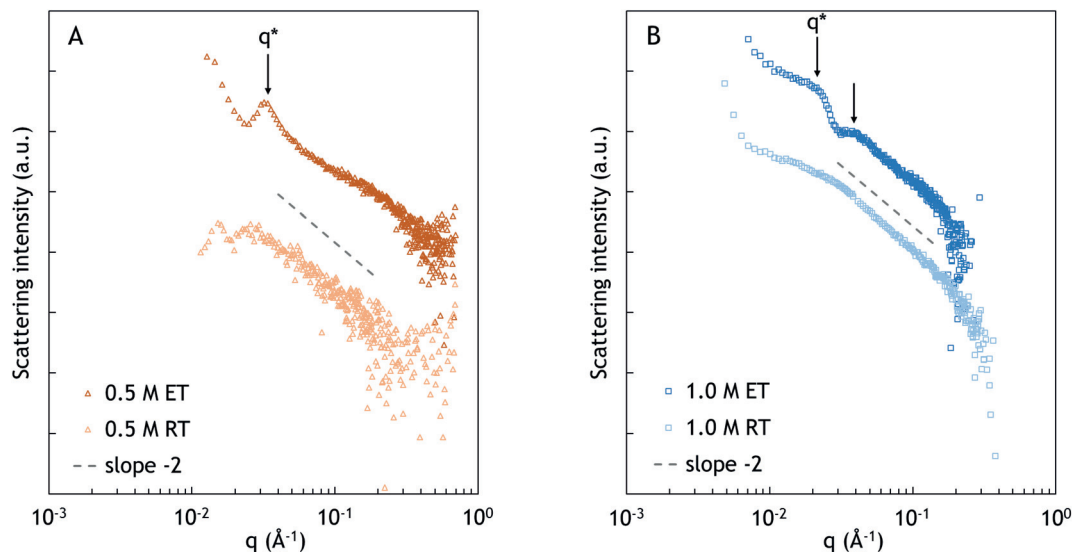 A
q*
Scattering intensity (a.u.)
0.5 M ET
0.5 M RT
slope -2
10⁻³
10⁻²
10⁻¹
10⁰
q (Å⁻¹)
B
q*
Scattering intensity (a.u.)
1.0 M ET
1.0 M RT
slope -2
10⁻³
10⁻²
10⁻¹
10⁰
q (Å⁻¹)